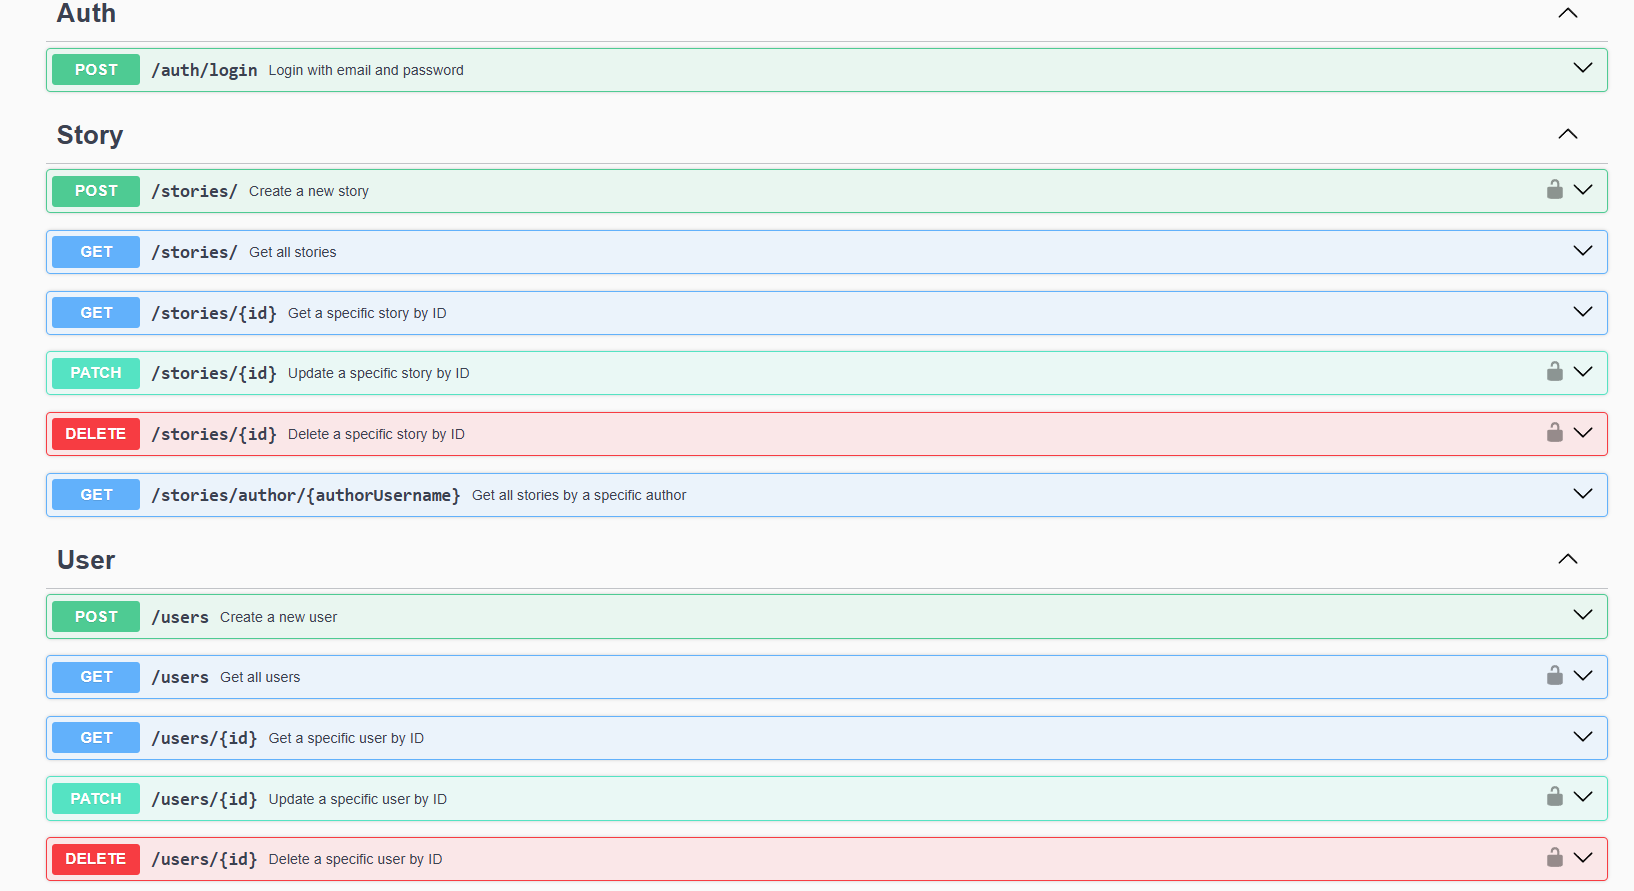 Auth
POST /auth/login Login with email and password
Story
POST /stories/ Create a new story
GET /stories/ Get all stories
GET /stories/{id} Get a specific story by ID
PATCH /stories/{id} Update a specific story by ID
DELETE /stories/{id} Delete a specific story by ID
GET /stories/author/{authorUsername} Get all stories by a specific author
User
POST /users Create a new user
GET /users Get all users
GET /users/{id} Get a specific user by ID
PATCH /users/{id} Update a specific user by ID
DELETE /users/{id} Delete a specific user by ID